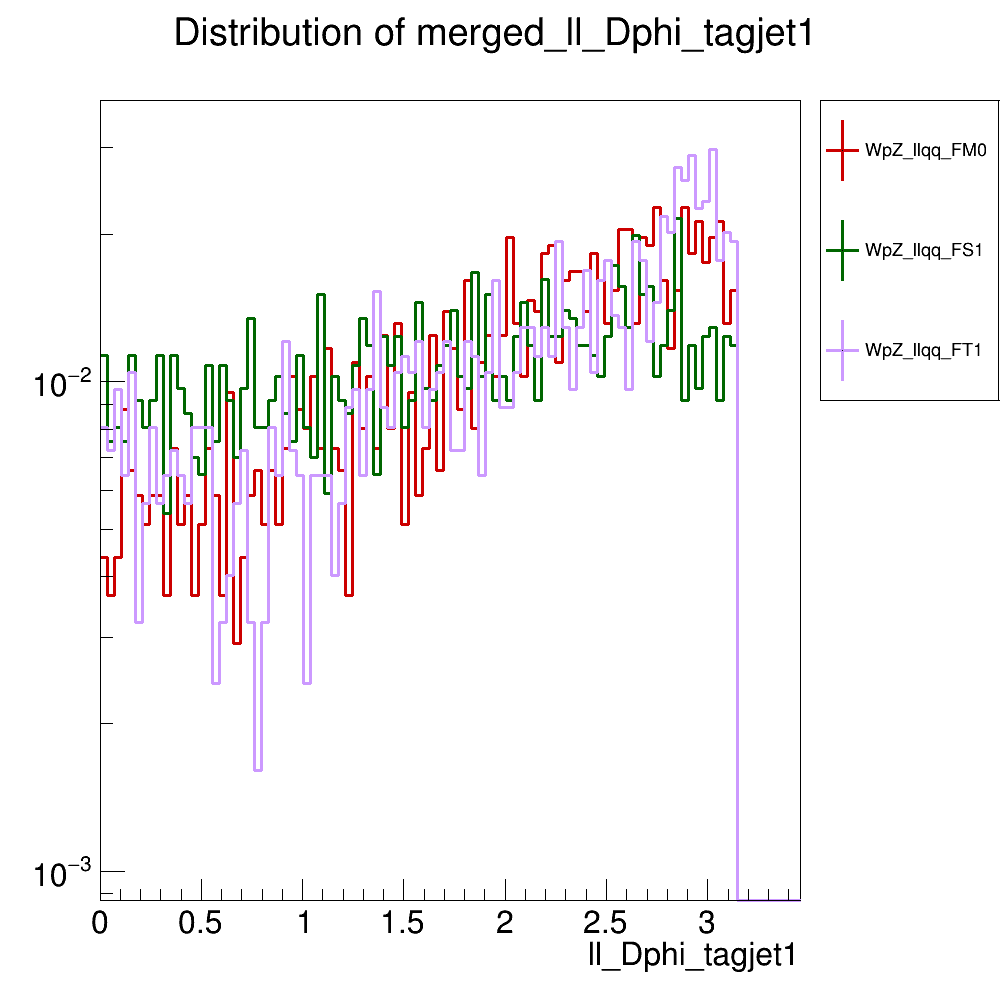 Distribution of merged_ll_Dphi_tagjet1
WpZ_llqq_FM0
WpZ_llqq_FS1
WpZ_llqq_FT1
10−2
10−3
0 0.5 1 1.5 2 2.5 3
ll_Dphi_tagjet1